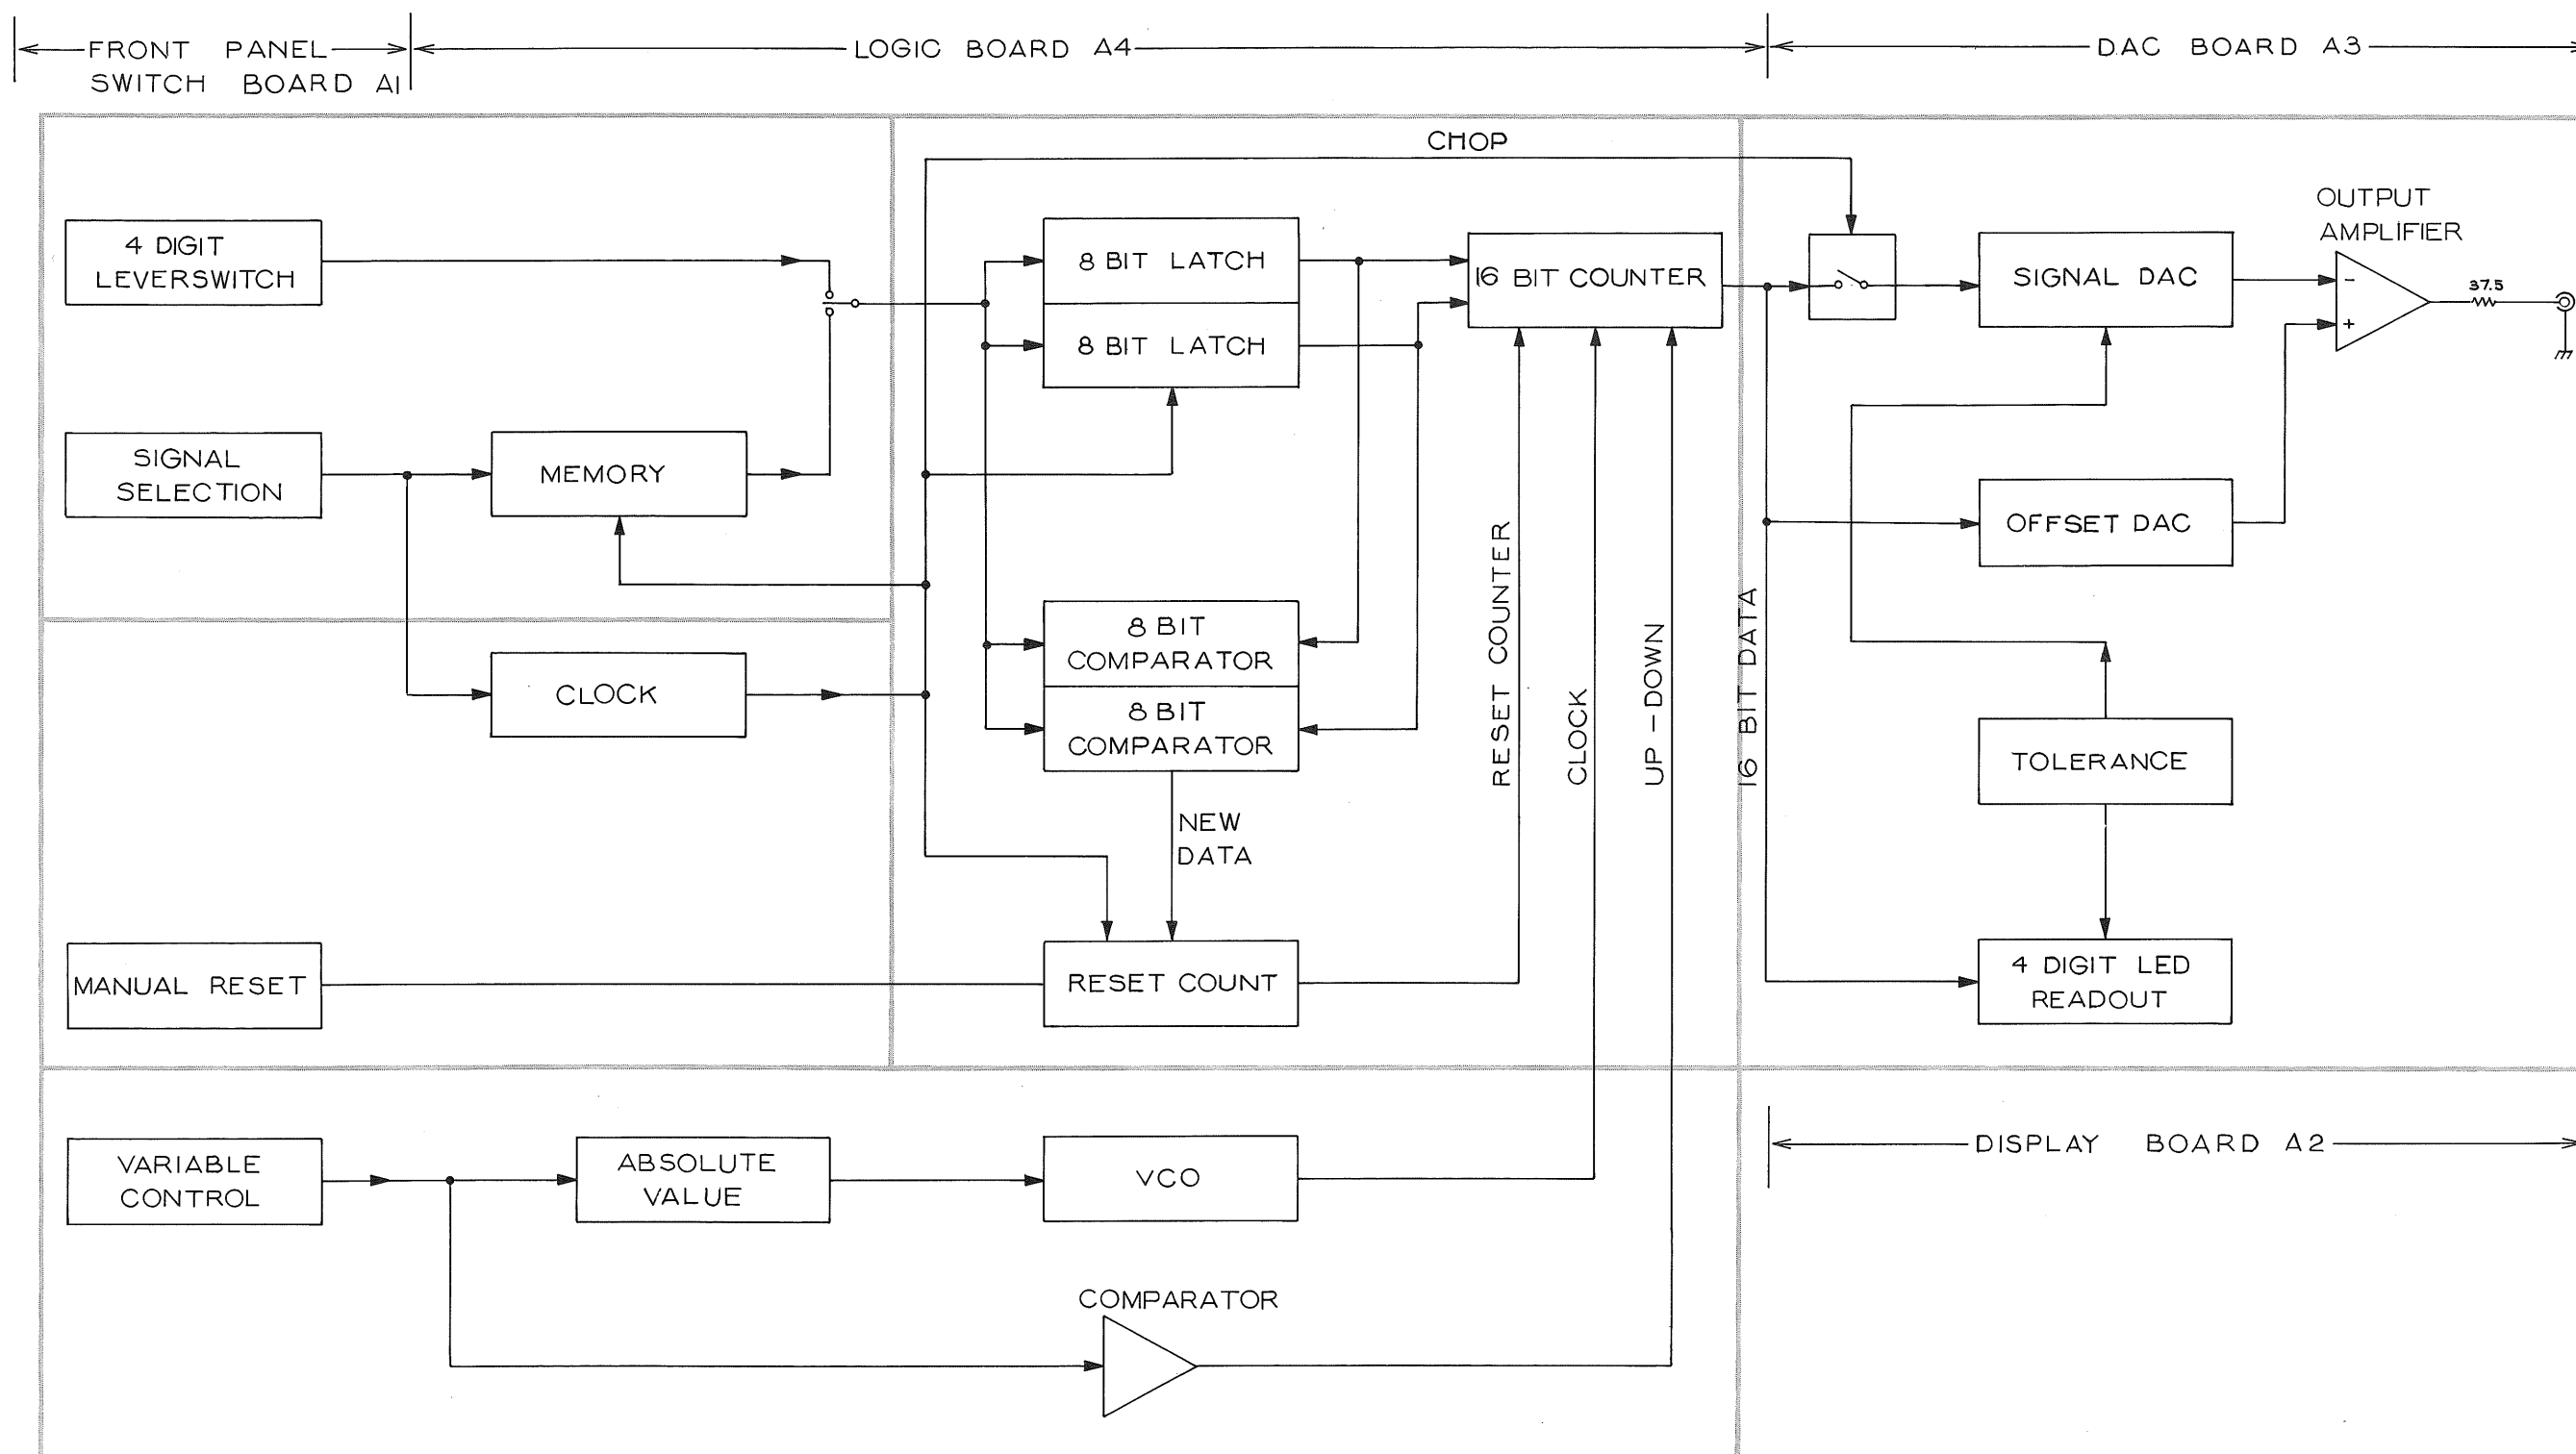 FRONT PANEL
SWITCH BOARD A1
LOGIC BOARD A4
DAC BOARD A3
CHOP
4 DIGIT
LEVERSWITCH
8 BIT LATCH
8 BIT LATCH
16 BIT COUNTER
SIGNAL DAC
OUTPUT
AMPLIFIER
-
+
37.5
SIGNAL
SELECTION
MEMORY
OFFSET DAC
8 BIT
COMPARATOR
8 BIT
COMPARATOR
CLOCK
RESET COUNTER
CLOCK
UP - DOWN
16 BIT DATA
TOLERANCE
NEW
DATA
MANUAL RESET
RESET COUNT
4 DIGIT LED
READOUT
VARIABLE
CONTROL
ABSOLUTE
VALUE
VCO
DISPLAY BOARD A2
COMPARATOR